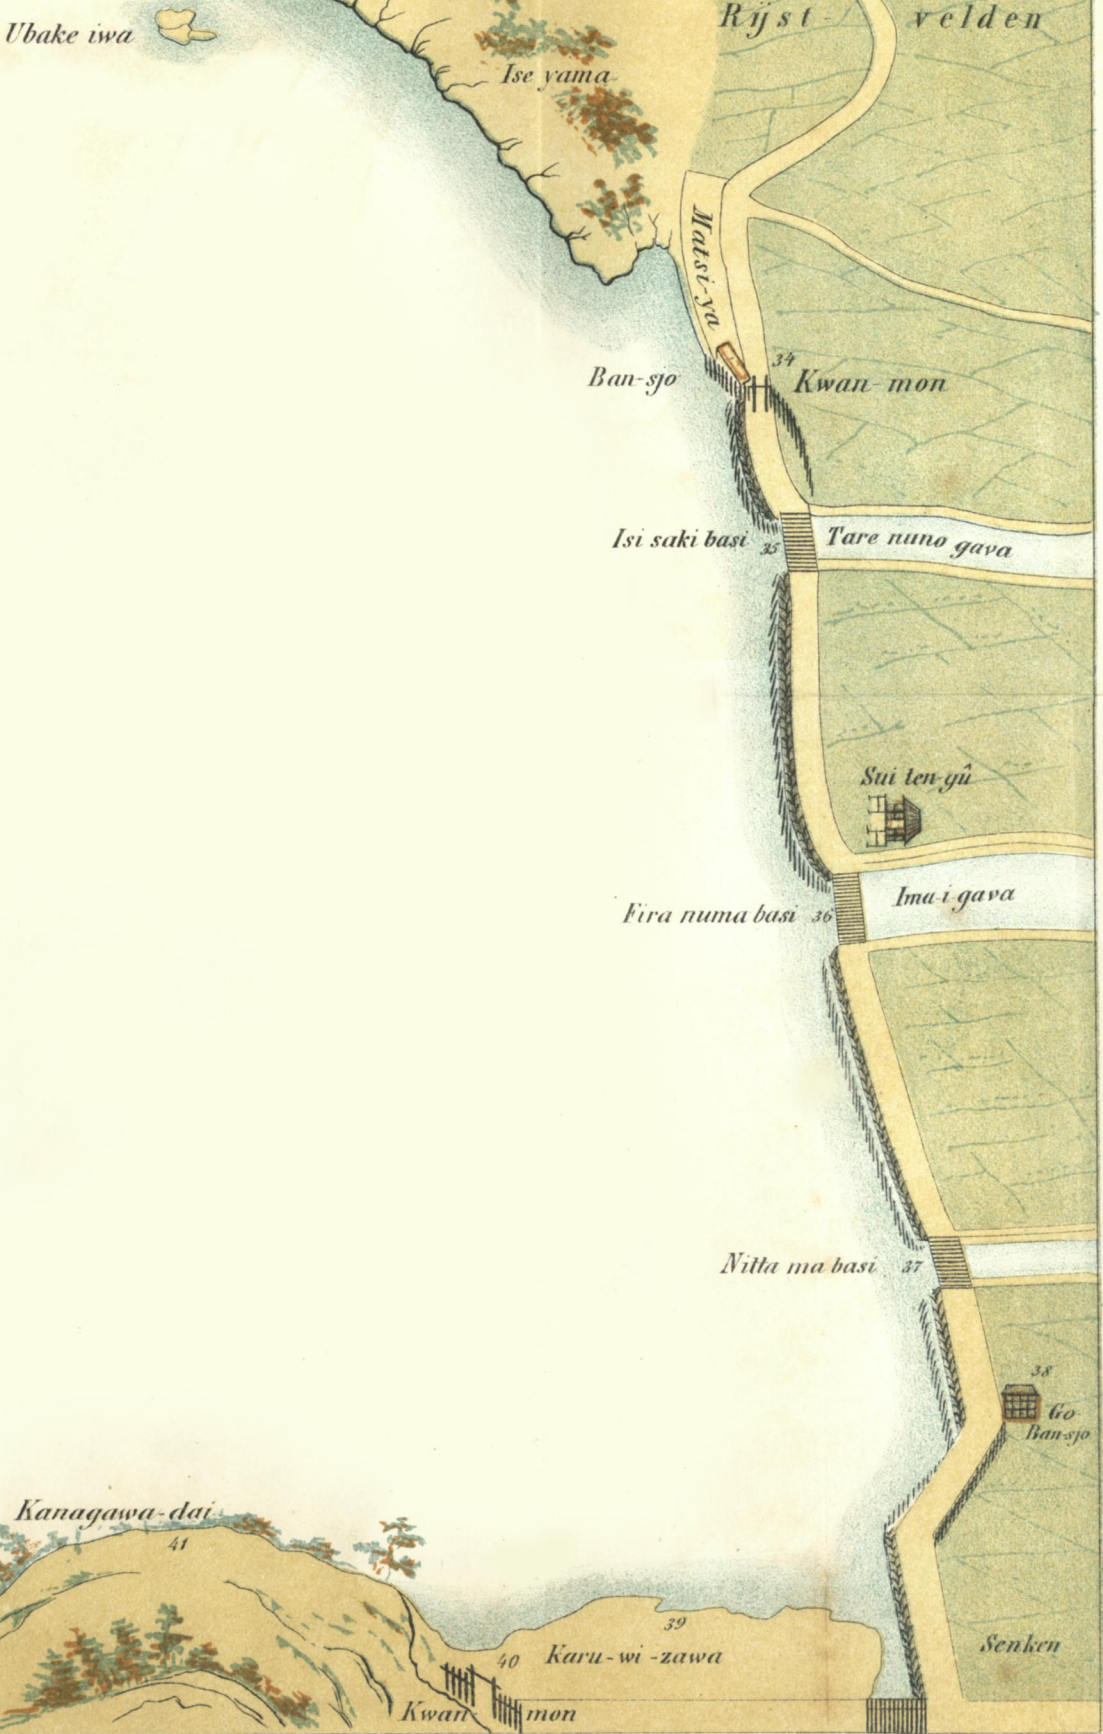 Rijst- velden
Ubake iwa
Ise yama
Matsi-ya
34
Ban-sjo
Kwan-mon
Isi saki basi 35
Tare nuno gava
Sui ten-gû
Ima-i gava
Fira numa basi 36
Nitta ma basi 37
38
Go
Ban-sjo
Kanagawa-dai
41
39
Senken
40 Karu-wi-zawa
Kwan-mon